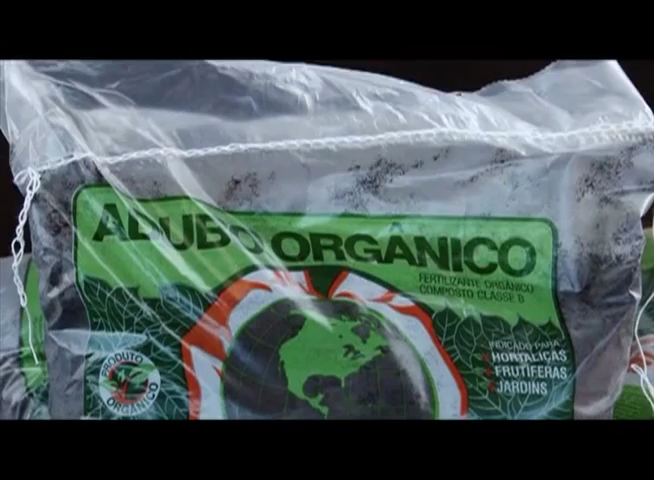 ADUBO ORGÂNICO
FERTILIZANTE ORGÂNICO
COMPOSTO CLASSE B
INDICADO PARA
HORTALIÇAS
FRUTÍFERAS
JARDINS
PRODUTO
ORGÂNICO